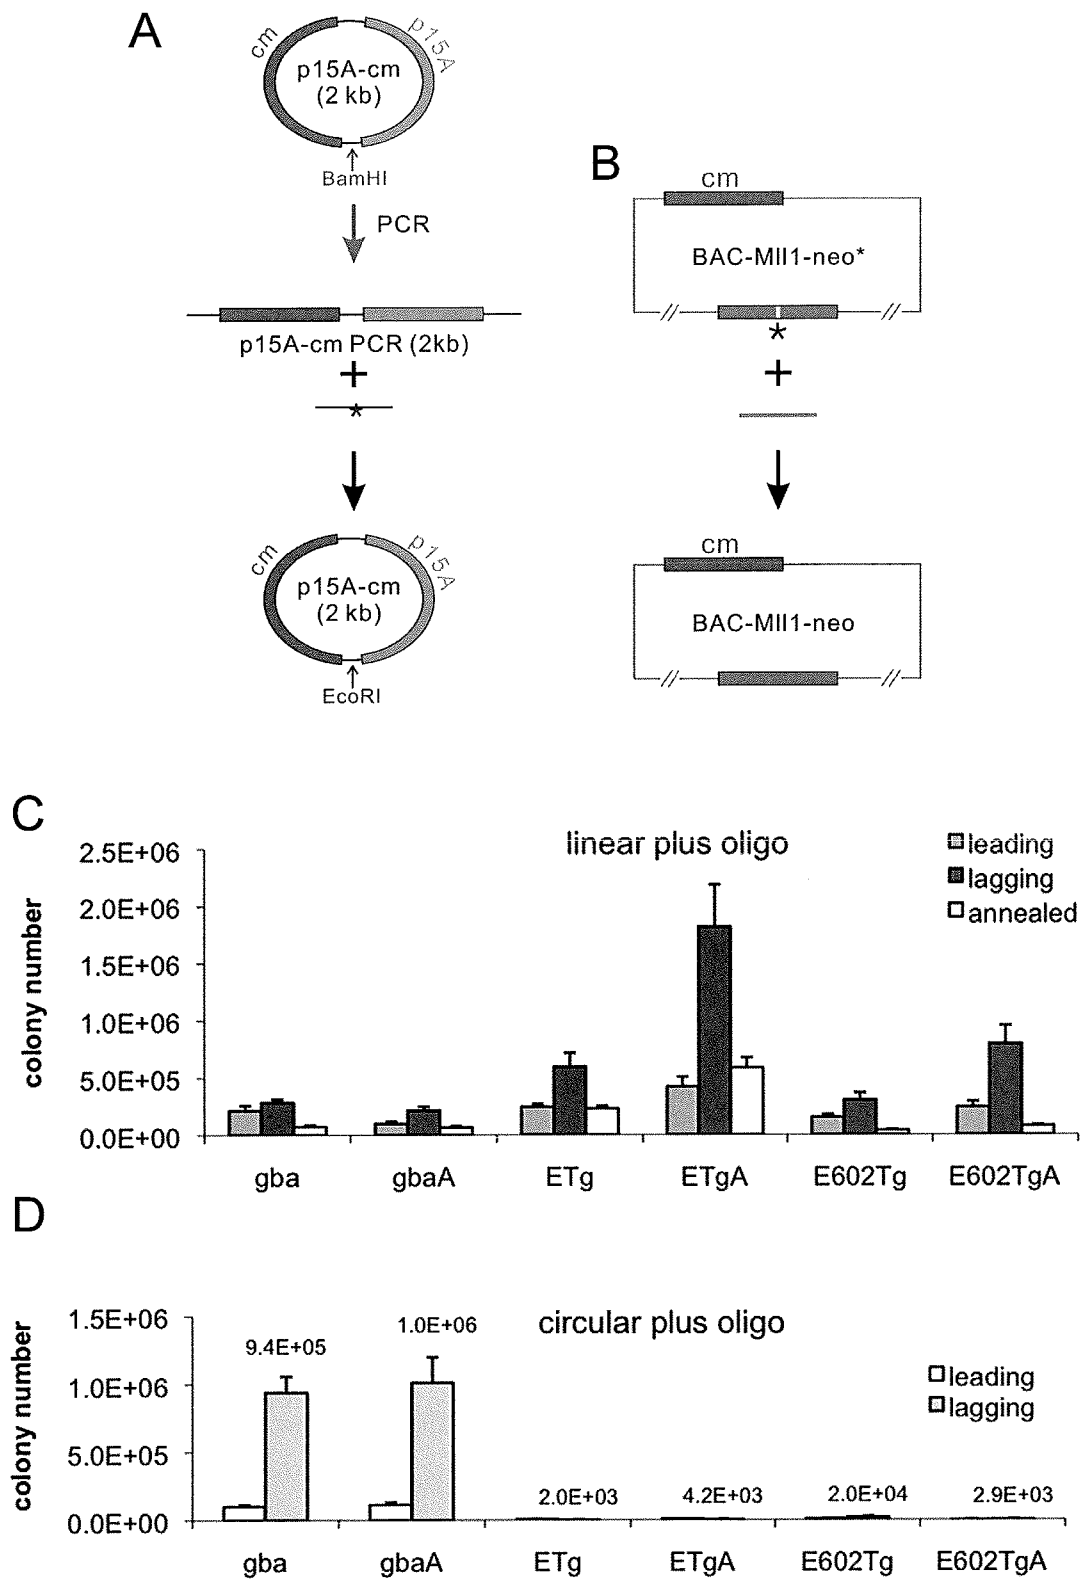 A
cm
p15A
p15A-cm
(2 kb)
BamHI
PCR
p15A-cm PCR (2kb)
+
*
cm
p15A
p15A-cm
(2 kb)
EcoRI
B
cm
BAC-Mll1-neo*
*
+
cm
BAC-Mll1-neo
C
linear plus oligo
leading
lagging
annealed
colony number
2.5E+06
2.0E+06
1.5E+06
1.0E+06
5.0E+05
0.0E+00
gba gbaA ETg ETgA E602Tg E602TgA
D
circular plus oligo
leading
lagging
colony number
1.5E+06
1.0E+06
5.0E+05
0.0E+00
9.4E+05 1.0E+06 2.0E+03 4.2E+03 2.0E+04 2.9E+03
gba gbaA ETg ETgA E602Tg E602TgA